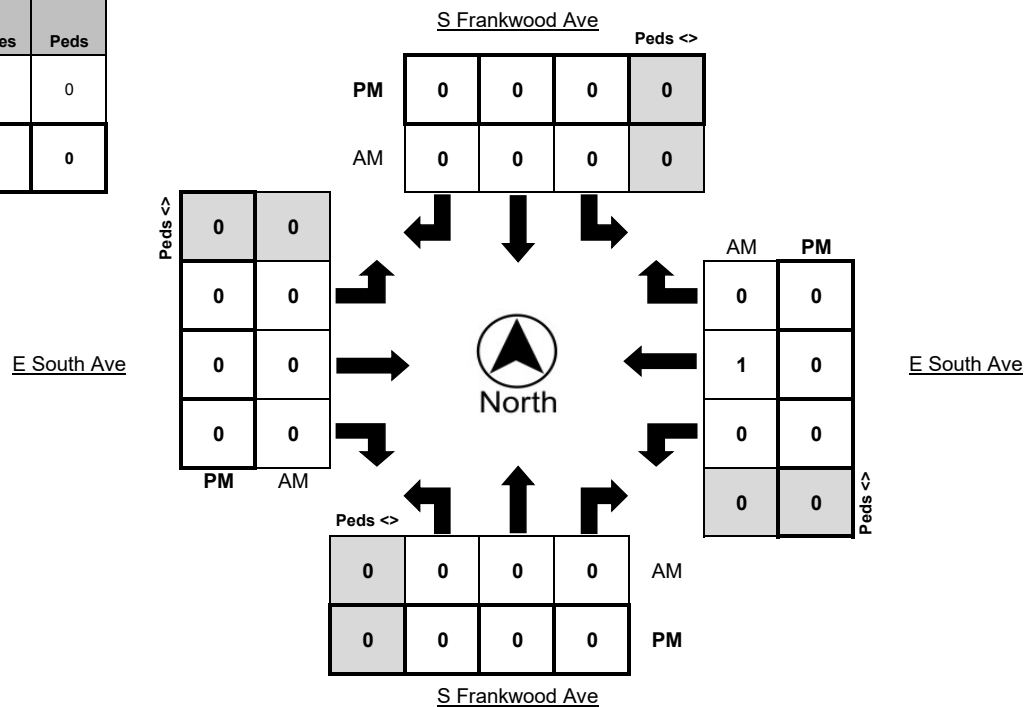 S Frankwood Ave
Peds
Peds <>
0
PM 0 0 0 0
0
AM 0 0 0 0
Peds <>
0 0
AM PM
0 0
0 0
E South Ave
0 0
North
1 0
E South Ave
0 0
0 0
PM AM
0 0
Peds <>
Peds <>
0 0 0 0 AM
0 0 0 0 PM
S Frankwood Ave